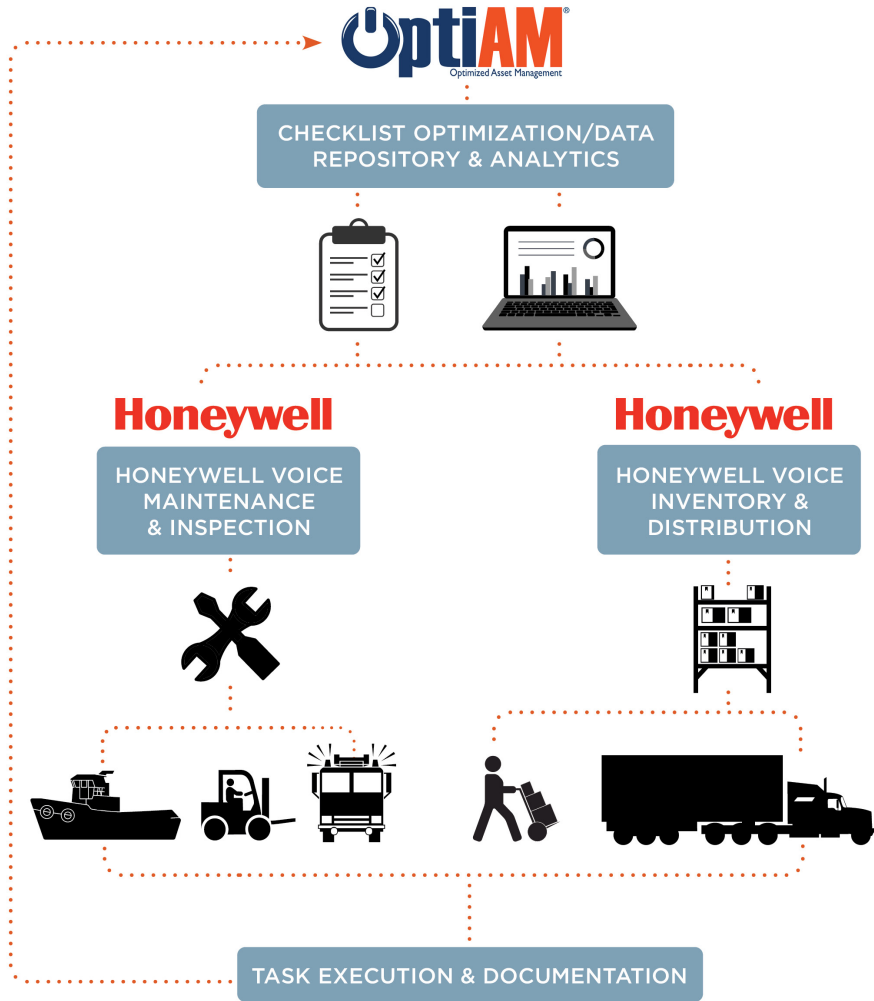 OptiAM®
Optimized Asset Management
CHECKLIST OPTIMIZATION/DATA
REPOSITORY & ANALYTICS
Honeywell
HONEYWELL VOICE
MAINTENANCE
& INSPECTION
Honeywell
HONEYWELL VOICE
INVENTORY &
DISTRIBUTION
TASK EXECUTION & DOCUMENTATION